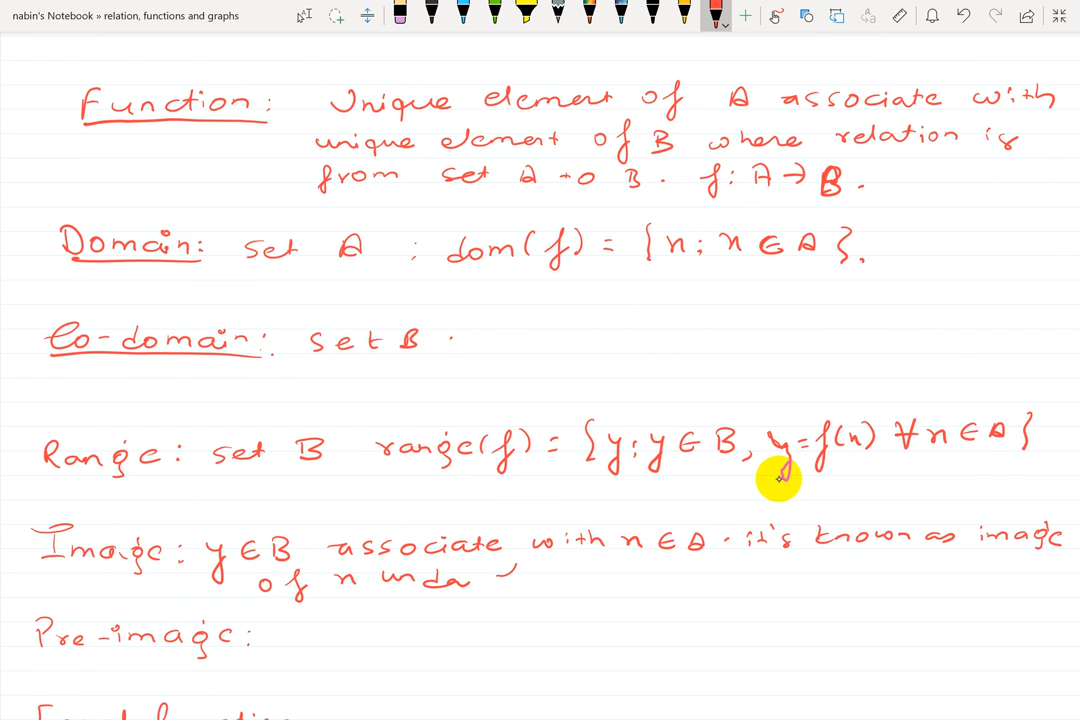 nabin's Notebook » relation, functions and graphs
Function: Unique element of A associate with
unique element of B where relation is
from set A to B. f: A → B.
Domain: set A ; dom(f) = {x; x ∈ A}.
Co-domain: set B.
Range: set B range(f) = {y: y ∈ B, y = f(x) ∀ x ∈ A}
Image: y ∈ B associate with x ∈ A. it's known as image
of x unde
Pre-image: